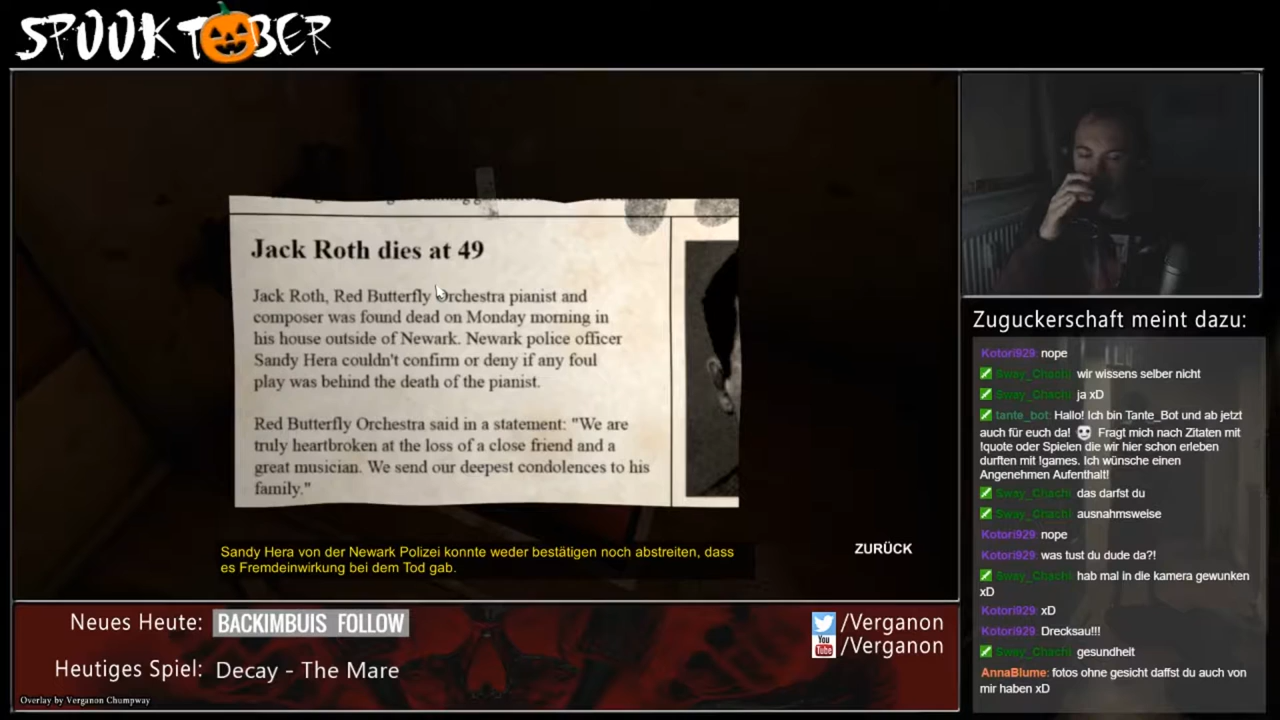 SPOOKTOBER
Jack Roth dies at 49
Jack Roth, Red Butterfly Orchestra pianist and
composer was found dead on Monday morning in
his house outside of Newark. Newark police officer
Sandy Hera couldn't confirm or deny if any foul
play was behind the death of the pianist.
Red Butterfly Orchestra said in a statement: "We are
truly heartbroken at the loss of a close friend and a
great musician. We send our deepest condolences to his
family."
Sandy Hera von der Newark Polizei konnte weder bestätigen noch abstreiten, dass
es Fremdeinwirkung bei dem Tod gab.
ZURÜCK
Zuguckerschaft meint dazu:
Kotori929: nope
Sway_Chachi: wir wissens selber nicht
Sway_Chachi: ja xD
tante_bot: Hallo! Ich bin Tante_Bot und ab jetzt
auch für euch da! Fragt mich nach Zitaten mit
!quote oder Spielen die wir hier schon erleben
durften mit !games. Ich wünsche einen
Angenehmen Aufenthalt!
Sway_Chachi: das darfst du
Sway_Chachi: ausnahmsweise
Kotori929: nope
Kotori929: was tust du dude da?!
Sway_Chachi: hab mal in die kamera gewunken
xD
Kotori929: xD
Kotori929: Drecksau!!!
Sway_Chachi: gesundheit
AnnaBlume: fotos ohne gesicht daffst du auch von
mir haben xD
Neues Heute: BACKIMBUIS FOLLOW
Heutiges Spiel: Decay - The Mare
/Verganon
You Tube /Verganon
Overlay by Verganon Chumpway